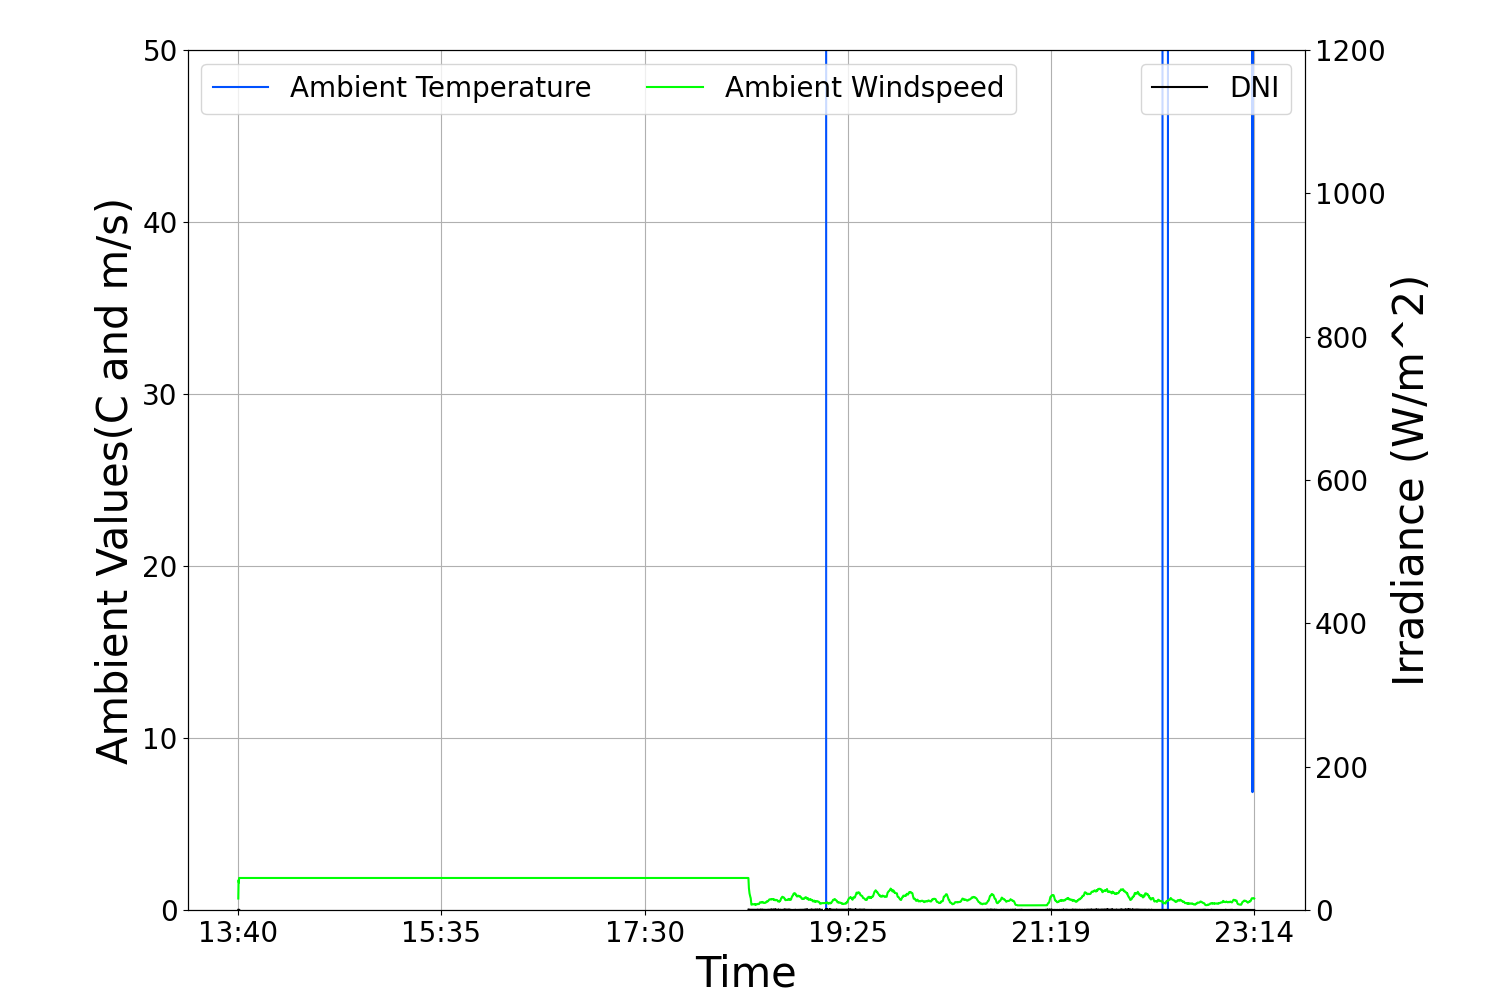 Ambient Temperature
Ambient Windspeed
DNI
50
40
30
20
10
0
1200
1000
800
600
400
200
0
Ambient Values(C and m/s)
Irradiance (W/m^2)
13:40 15:35 17:30 19:25 21:19 23:14
Time